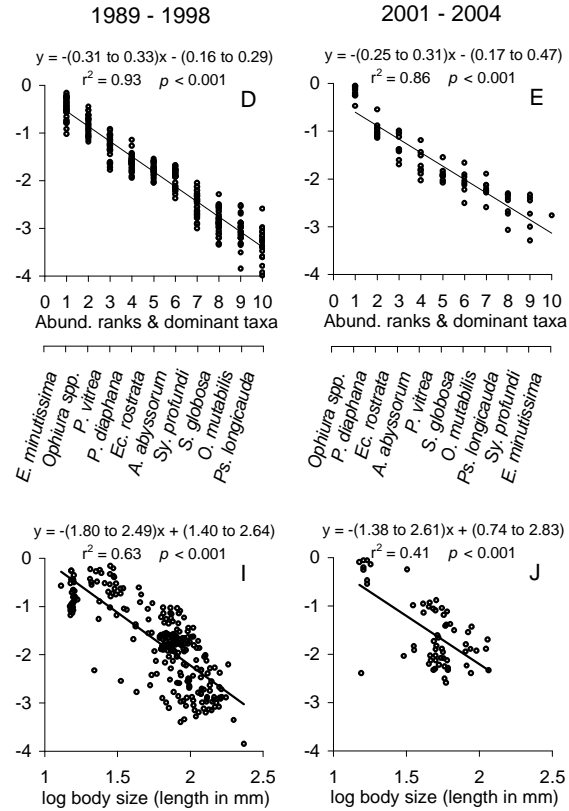 1989 - 1998
2001 - 2004
y = -(0.31 to 0.33)x - (0.16 to 0.29)
r² = 0.93 p < 0.001
D
0
-1
-2
-3
-4
0 1 2 3 4 5 6 7 8 9 10
Abund. ranks & dominant taxa
y = -(0.25 to 0.31)x - (0.17 to 0.47)
r² = 0.86 p < 0.001
E
0
-1
-2
-3
-4
0 1 2 3 4 5 6 7 8 9 10
Abund. ranks & dominant taxa
E. minutissima
Ophiura spp.
P. vitrea
P. diaphana
Ec. rostrata
A. abyssorum
Sy. profundi
S. globosa
O. mutabilis
Ps. longicauda
Ophiura spp.
P. diaphana
Ec. rostrata
A. abyssorum
P. vitrea
S. globosa
O. mutabilis
Ps. longicauda
Sy. profundi
E. minutissima
y = -(1.80 to 2.49)x + (1.40 to 2.64)
r² = 0.63 p < 0.001
I
0
-1
-2
-3
-4
1 1.5 2 2.5
log body size (length in mm)
y = -(1.38 to 2.61)x + (0.74 to 2.83)
r² = 0.41 p < 0.001
J
0
-1
-2
-3
-4
1 1.5 2 2.5
log body size (length in mm)